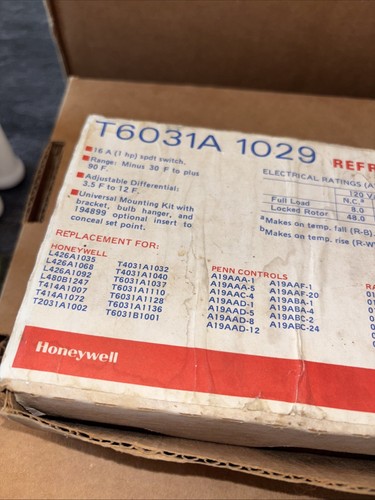 T6031A 1029
REFR
16 A (1 hp) spdt switch.
Range: Minus 30 F to plus
90 F.
Adjustable Differential:
3.5 F to 12 F.
Universal Mounting Kit with
bracket, bulb hanger, and
194899 optional insert to
conceal set point.
ELECTRICAL RATINGS (A
120 V
N.C.a
Full Load 8.0
Locked Rotor 48.0
aMakes on temp. fall (R-B).
bMakes on temp. rise (R-W
REPLACEMENT FOR:
HONEYWELL
L426A1035
L426A1068
L426A1092
L480B1247
T414A1007
T414A1072
T2031A1002
T4031A1032
T4031A1040
T6031A1037
T6031A1110
T6031A1128
T6031A1136
T6031B1001
PENN CONTROLS
A19AAA-1
A19AAA-5
A19AAC-4
A19AAD-1
A19AAD-5
A19AAD-8
A19AAD-12
A19AAF-1
A19AAF-20
A19ABA-1
A19ABA-4
A19ABC-2
A19ABC-24
RA
Honeywell